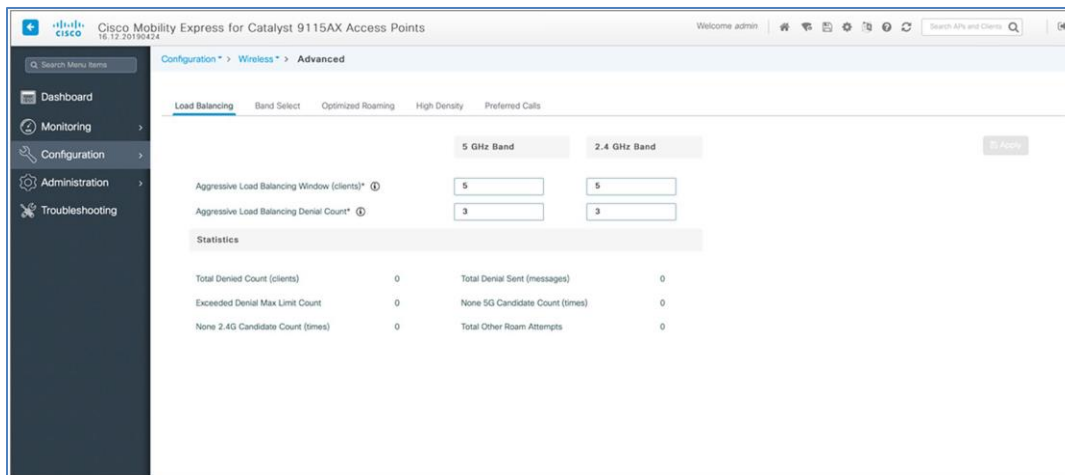 CISCO
Cisco Mobility Express for Catalyst 9115AX Access Points
16.12.20190424
Welcome admin
Search APs and Clients
Search Menu Items
Dashboard
Monitoring
Configuration
Administration
Troubleshooting
Configuration > Wireless > Advanced
Load Balancing Band Select Optimized Roaming High Density Preferred Calls
5 GHz Band 2.4 GHz Band
Apply
Aggressive Load Balancing Window (clients)* 5 5
Aggressive Load Balancing Denial Count* 3 3
Statistics
Total Denied Count (clients) 0 Total Denial Sent (messages) 0
Exceeded Denial Max Limit Count 0 None 5G Candidate Count (times) 0
None 2.4G Candidate Count (times) 0 Total Other Roam Attempts 0